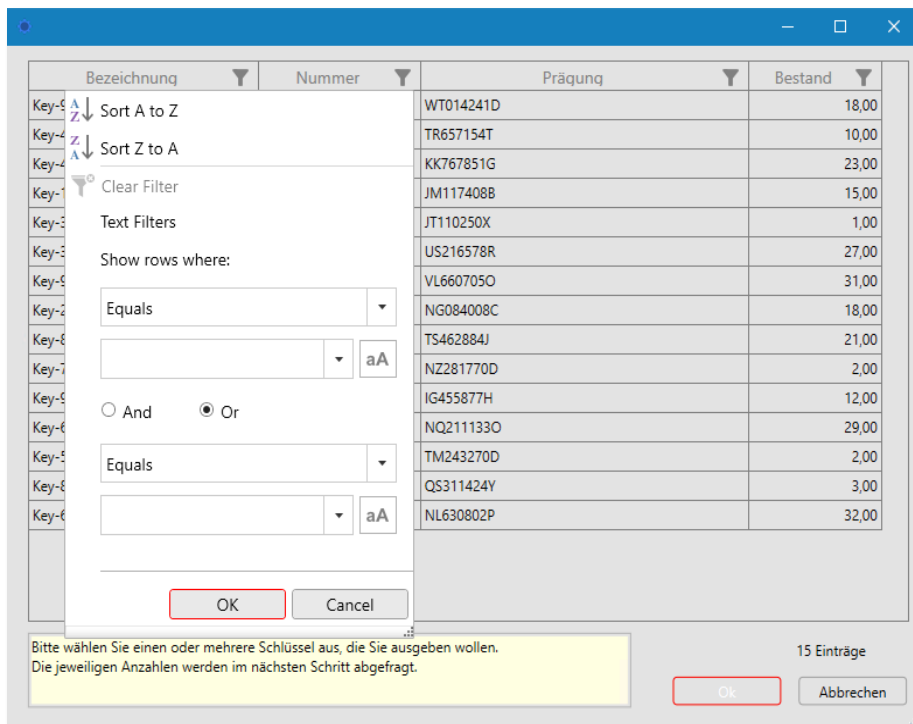 Bezeichnung Nummer Prägung Bestand
WT014241D 18,00
Sort A to Z
TR657154T 10,00
Sort Z to A
KK767851G 23,00
Clear Filter
JM117408B 15,00
Text Filters
JT110250X 1,00
Show rows where:
US216578R 27,00
VL660705O 31,00
Equals
NG084008C 18,00
TS462884J 21,00
aA
NZ281770D 2,00
IG455877H 12,00
And Or
NQ211133O 29,00
Equals
TM243270D 2,00
QS311424Y 3,00
aA
NL630802P 32,00
OK Cancel
Bitte wählen Sie einen oder mehrere Schlüssel aus, die Sie ausgeben wollen.
Die jeweiligen Anzahlen werden im nächsten Schritt abgefragt.
15 Einträge
Ok Abbrechen